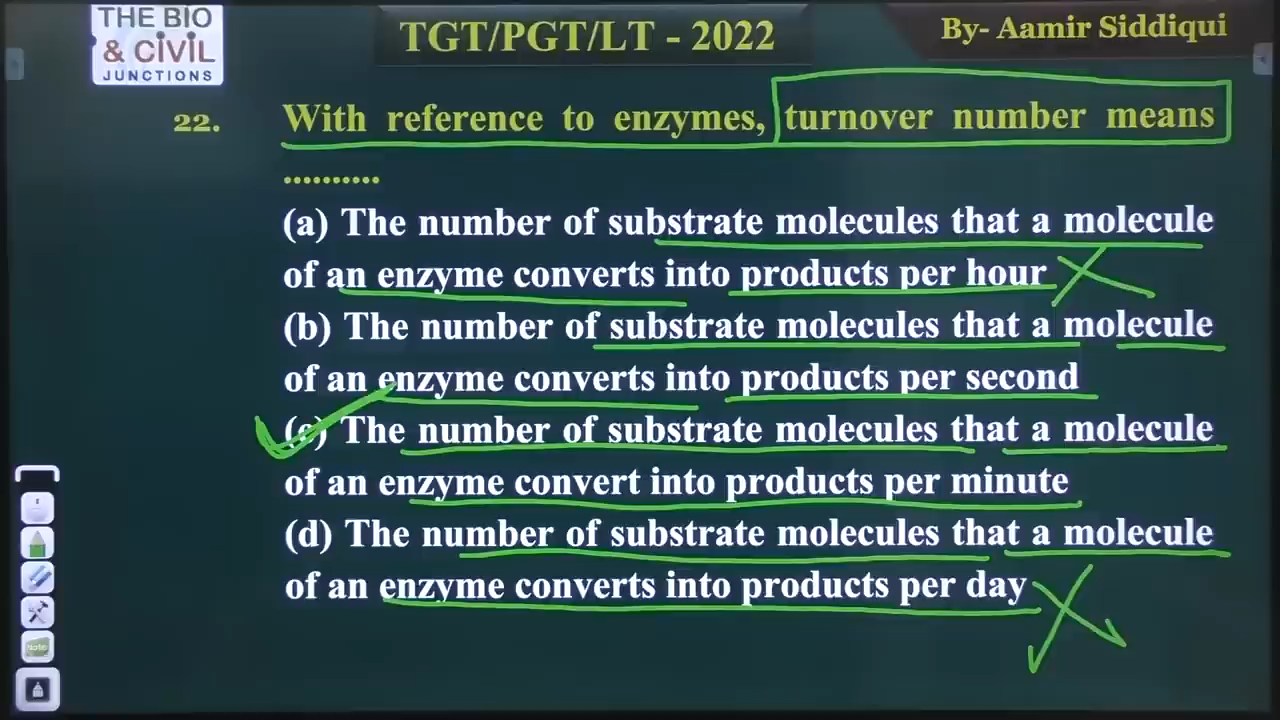 THE BIO
& CIVIL
JUNCTIONS
TGT/PGT/LT - 2022
By- Aamir Siddiqui
22. With reference to enzymes, turnover number means
..........
(a) The number of substrate molecules that a molecule
of an enzyme converts into products per hour
(b) The number of substrate molecules that a molecule
of an enzyme converts into products per second
(c) The number of substrate molecules that a molecule
of an enzyme convert into products per minute
(d) The number of substrate molecules that a molecule
of an enzyme converts into products per day
Note